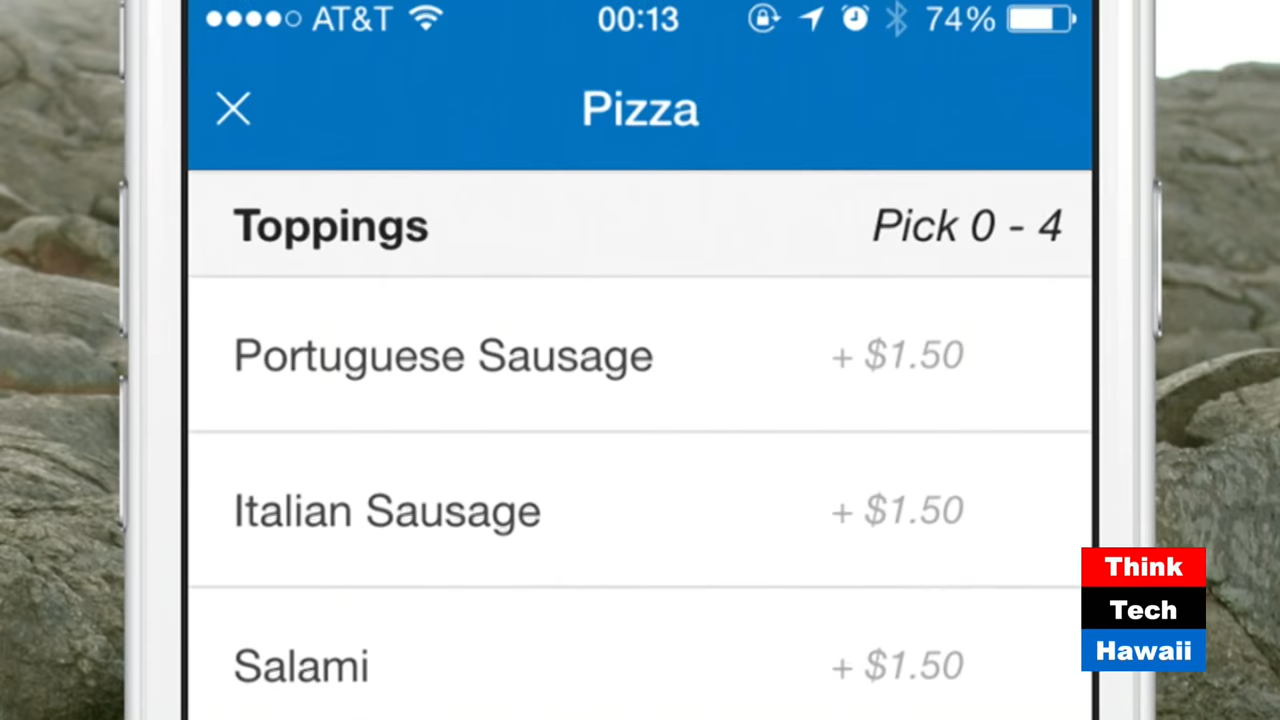 AT&T 00:13 74%
Pizza
Toppings Pick 0 - 4
Portuguese Sausage + $1.50
Italian Sausage + $1.50
Salami + $1.50
Think
Tech
Hawaii